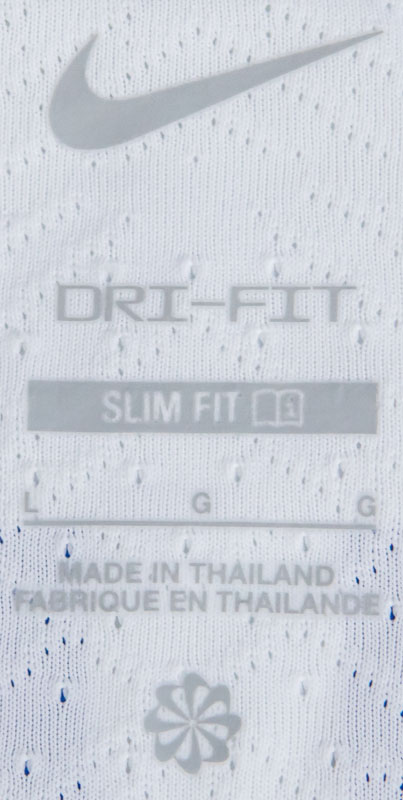 DRI-FIT
SLIM FIT
L G G
MADE IN THAILAND
FABRIQUE EN THAILANDE